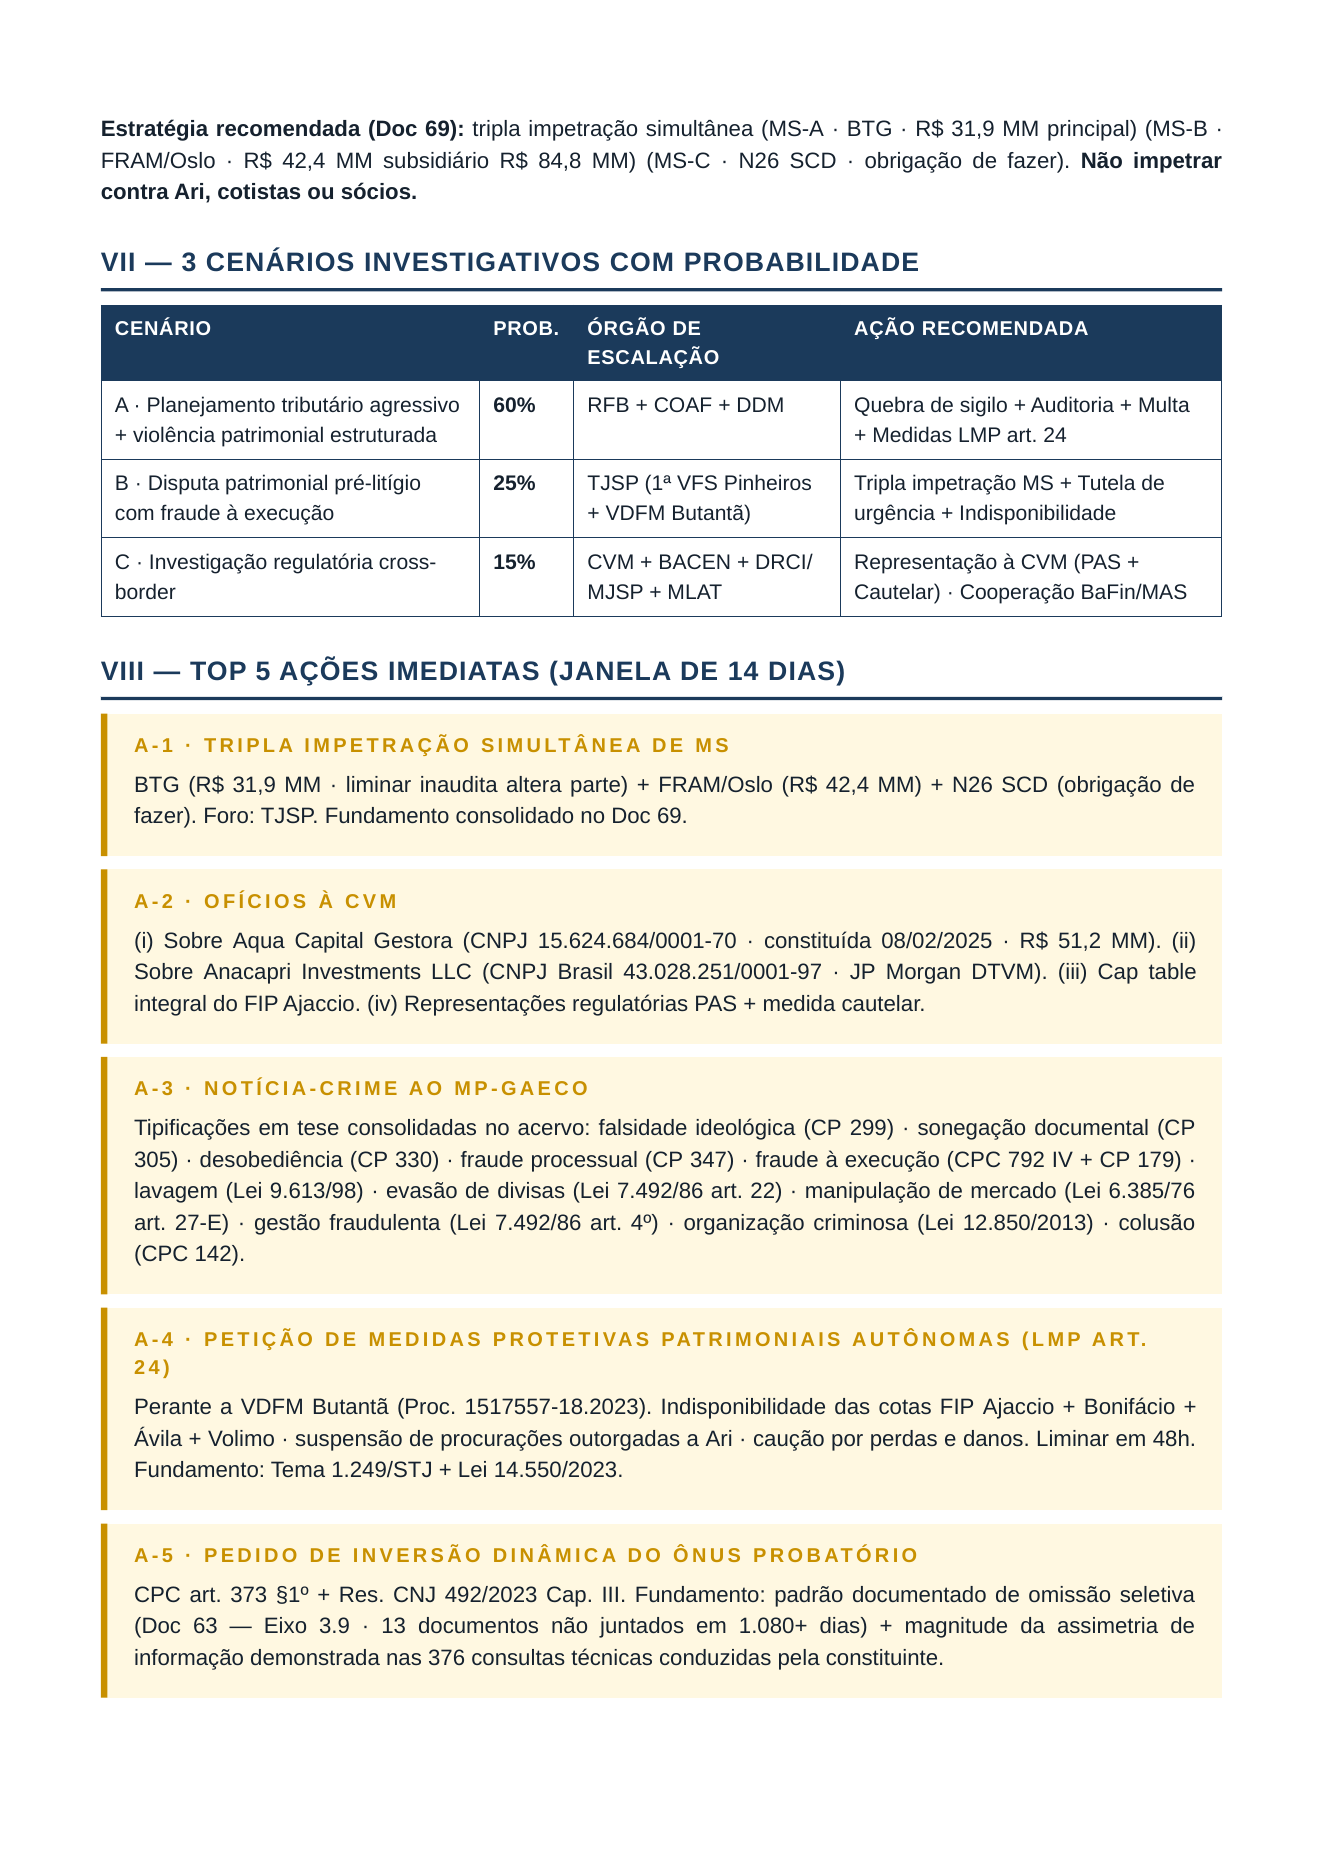 Estratégia recomendada (Doc 69): tripla impetração simultânea (MS-A · BTG · R$ 31,9 MM principal) (MS-B ·
FRAM/Oslo · R$ 42,4 MM subsidiário R$ 84,8 MM) (MS-C · N26 SCD · obrigação de fazer). Não impetrar
contra Ari, cotistas ou sócios.
VII — 3 CENÁRIOS INVESTIGATIVOS COM PROBABILIDADE
CENÁRIO PROB. ÓRGÃO DE AÇÃO RECOMENDADA
ESCALAÇÃO
A · Planejamento tributário agressivo 60% RFB + COAF + DDM Quebra de sigilo + Auditoria + Multa
+ violência patrimonial estruturada + Medidas LMP art. 24
B · Disputa patrimonial pré-litígio 25% TJSP (1ª VFS Pinheiros Tripla impetração MS + Tutela de
com fraude à execução + VDFM Butantã) urgência + Indisponibilidade
C · Investigação regulatória cross- 15% CVM + BACEN + DRCI/ Representação à CVM (PAS +
border MJSP + MLAT Cautelar) · Cooperação BaFin/MAS
VIII — TOP 5 AÇÕES IMEDIATAS (JANELA DE 14 DIAS)
A-1 · TRIPLA IMPETRAÇÃO SIMULTÂNEA DE MS
BTG (R$ 31,9 MM · liminar inaudita altera parte) + FRAM/Oslo (R$ 42,4 MM) + N26 SCD (obrigação de
fazer). Foro: TJSP. Fundamento consolidado no Doc 69.
A-2 · OFÍCIOS À CVM
(i) Sobre Aqua Capital Gestora (CNPJ 15.624.684/0001-70 · constituída 08/02/2025 · R$ 51,2 MM). (ii)
Sobre Anacapri Investments LLC (CNPJ Brasil 43.028.251/0001-97 · JP Morgan DTVM). (iii) Cap table
integral do FIP Ajaccio. (iv) Representações regulatórias PAS + medida cautelar.
A-3 · NOTÍCIA-CRIME AO MP-GAECO
Tipificações em tese consolidadas no acervo: falsidade ideológica (CP 299) · sonegação documental (CP
305) · desobediência (CP 330) · fraude processual (CP 347) · fraude à execução (CPC 792 IV + CP 179) ·
lavagem (Lei 9.613/98) · evasão de divisas (Lei 7.492/86 art. 22) · manipulação de mercado (Lei 6.385/76
art. 27-E) · gestão fraudulenta (Lei 7.492/86 art. 4º) · organização criminosa (Lei 12.850/2013) · colusão
(CPC 142).
A-4 · PETIÇÃO DE MEDIDAS PROTETIVAS PATRIMONIAIS AUTÔNOMAS (LMP ART.
24)
Perante a VDFM Butantã (Proc. 1517557-18.2023). Indisponibilidade das cotas FIP Ajaccio + Bonifácio +
Ávila + Volimo · suspensão de procurações outorgadas a Ari · caução por perdas e danos. Liminar em 48h.
Fundamento: Tema 1.249/STJ + Lei 14.550/2023.
A-5 · PEDIDO DE INVERSÃO DINÂMICA DO ÔNUS PROBATÓRIO
CPC art. 373 §1º + Res. CNJ 492/2023 Cap. III. Fundamento: padrão documentado de omissão seletiva
(Doc 63 — Eixo 3.9 · 13 documentos não juntados em 1.080+ dias) + magnitude da assimetria de
informação demonstrada nas 376 consultas técnicas conduzidas pela constituinte.